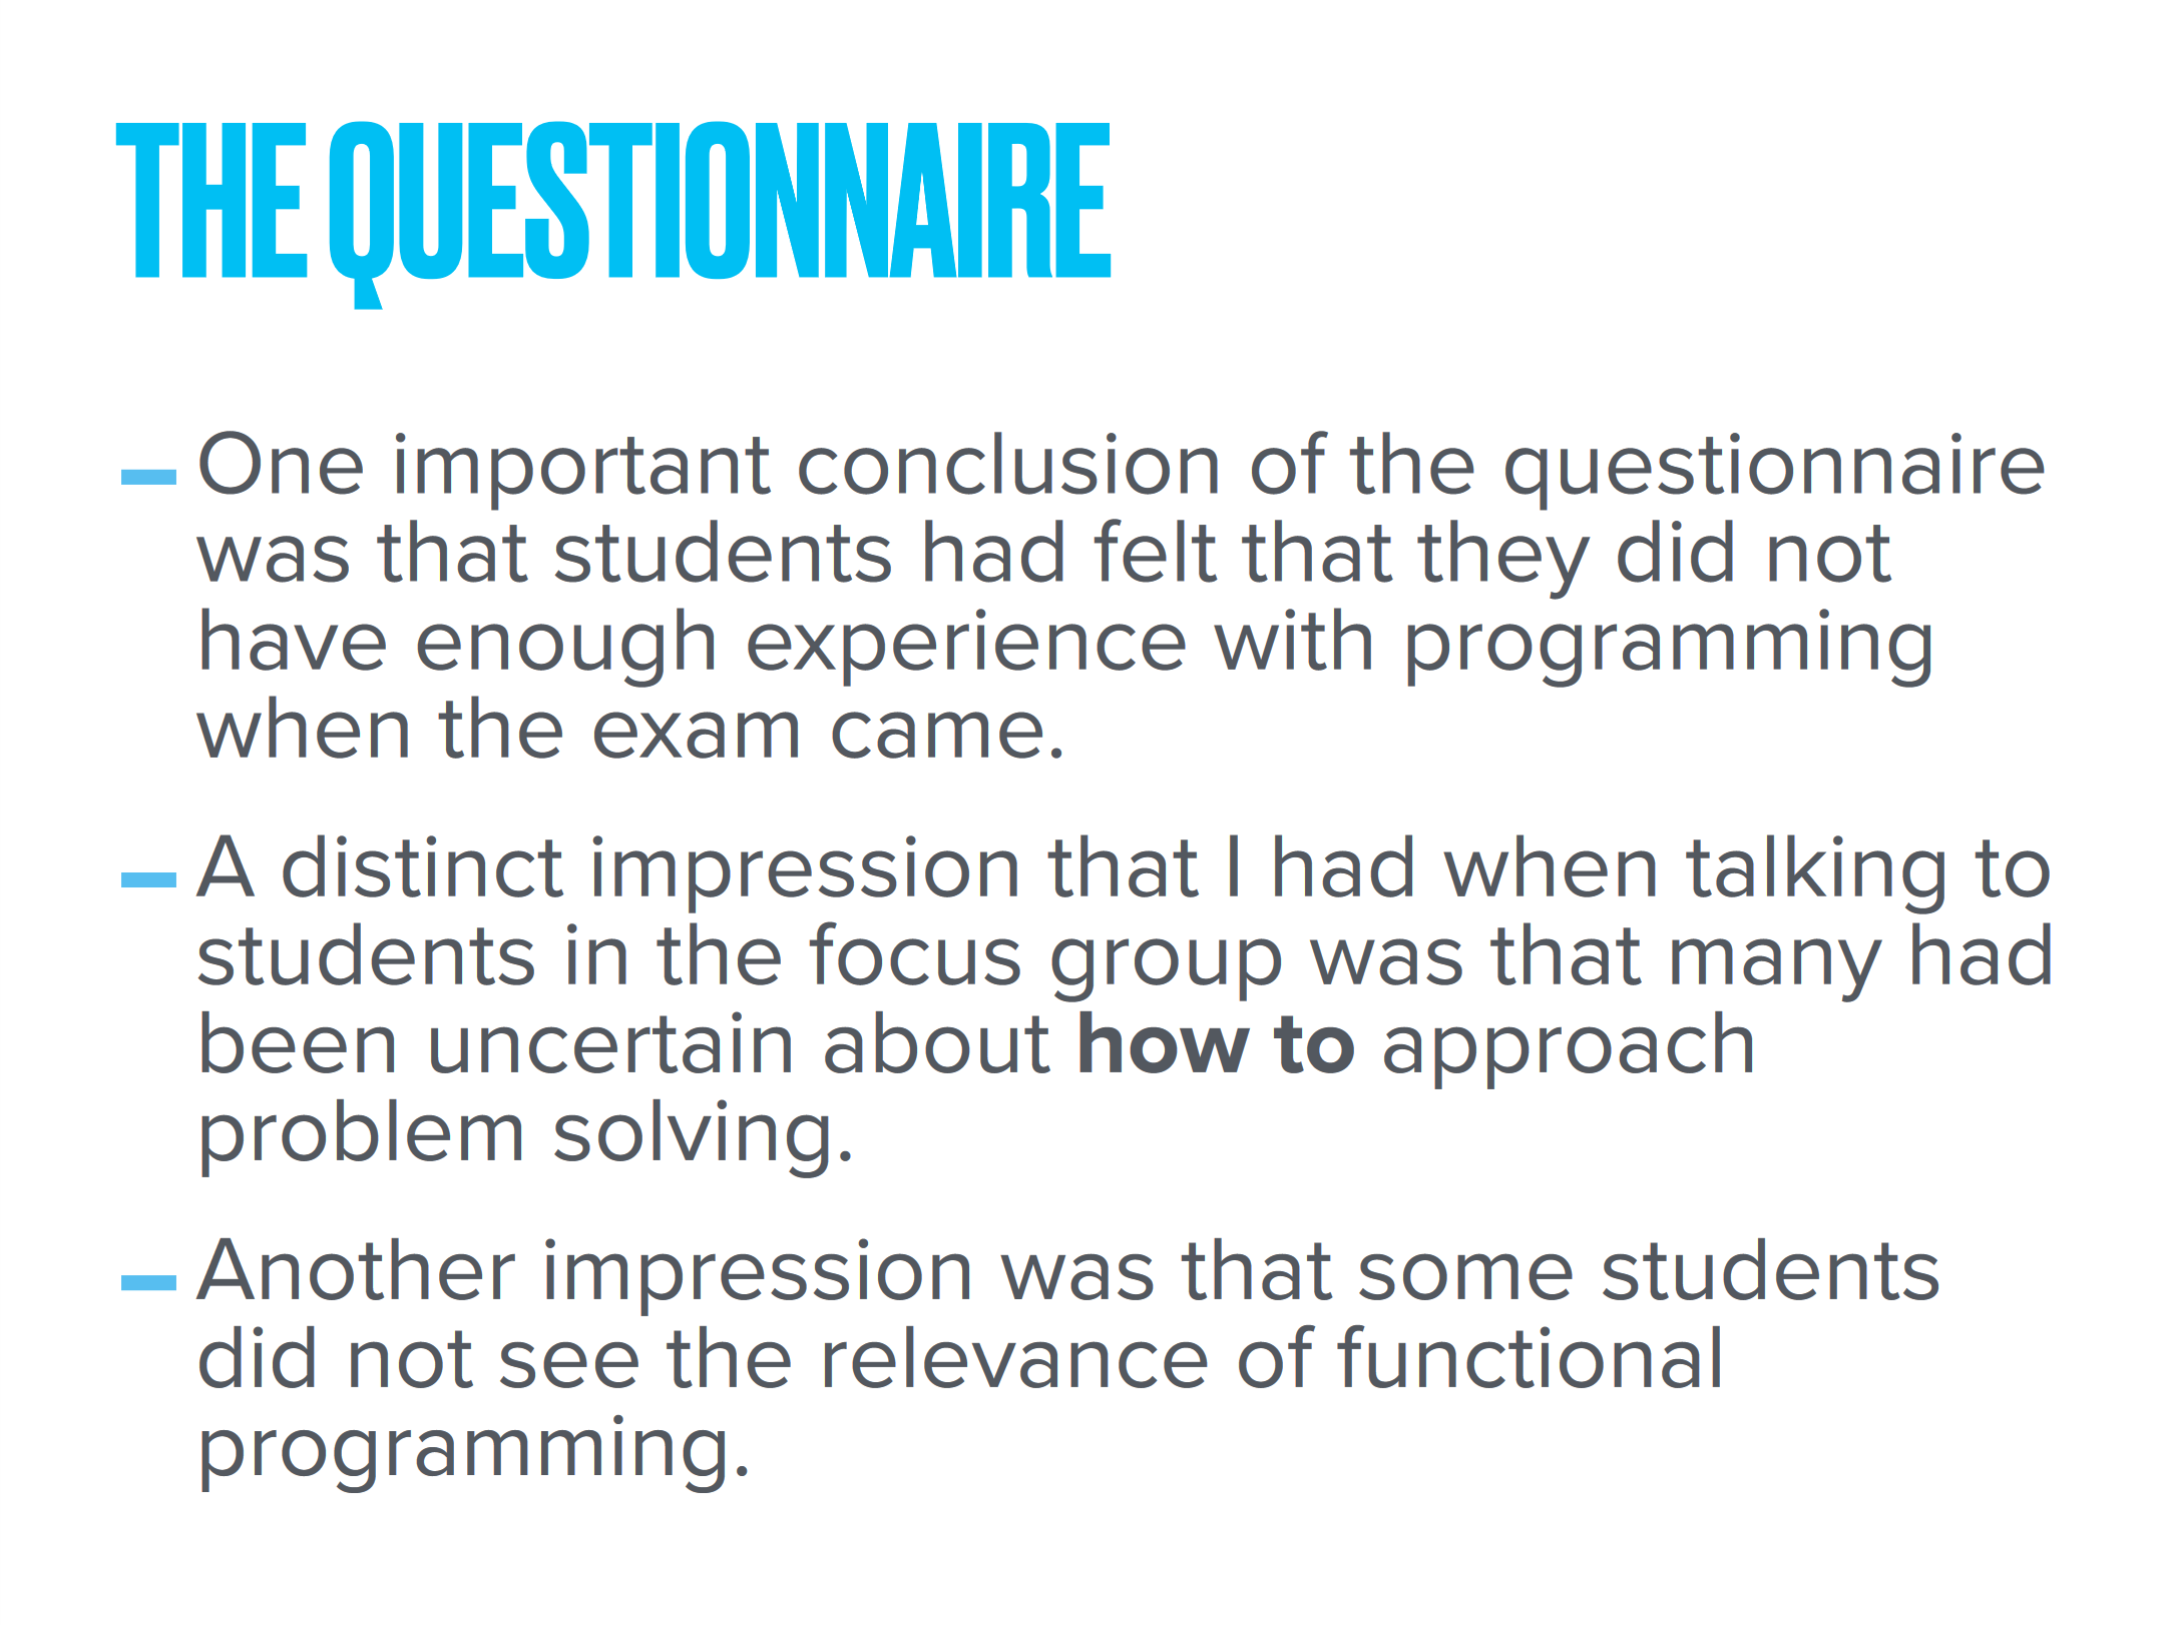 THE QUESTIONNAIRE
One important conclusion of the questionnaire
was that students had felt that they did not
have enough experience with programming
when the exam came.
A distinct impression that I had when talking to
students in the focus group was that many had
been uncertain about how to approach
problem solving.
Another impression was that some students
did not see the relevance of functional
programming.